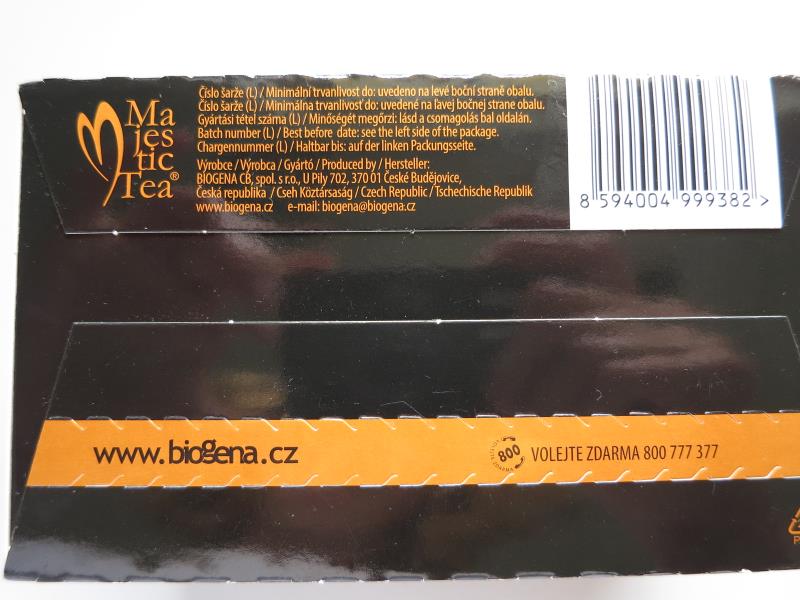 Majestic Tea®
Číslo šarže (L) / Minimální trvanlivost do: uvedeno na levé boční straně obalu.
Číslo šarže (L) / Minimálna trvanlivosť do: uvedené na ľavej bočnej strane obalu.
Gyártási tétel száma (L) / Minőségét megőrzi: lásd a csomagolás bal oldalán.
Batch number (L) / Best before date: see the left side of the package.
Chargennummer (L) / Haltbar bis: auf der linken Packungsseite.
Výrobce / Výrobca / Gyártó / Produced by / Hersteller:
BIOGENA CB, spol. s r.o., U Pily 702, 370 01 České Budějovice,
Česká republika / Cseh Köztársaság / Czech Republic / Tschechische Republik
www.biogena.cz e-mail: biogena@biogena.cz
8 594004 999382 >
www.biogena.cz
800
VOLEJTE ZDARMA 800 777 377